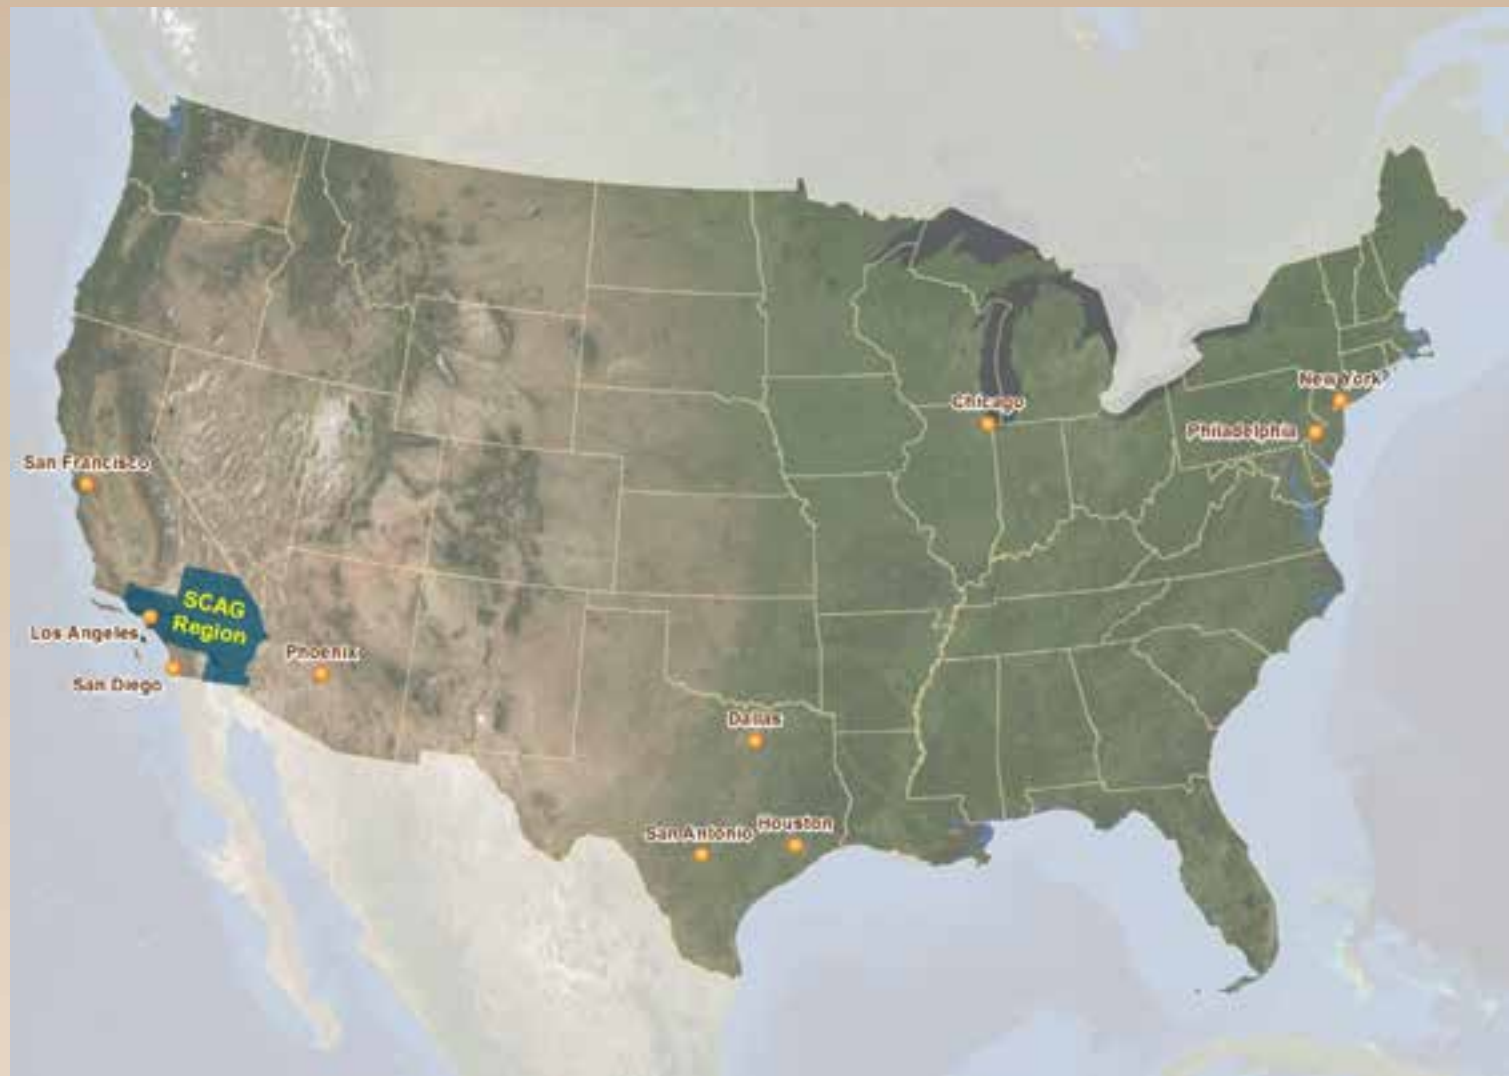 New York
Chicago
Philadelphia
San Francisco
SCAG
Region
Los Angeles
Phoenix
San Diego
Dallas
San Antonio
Houston